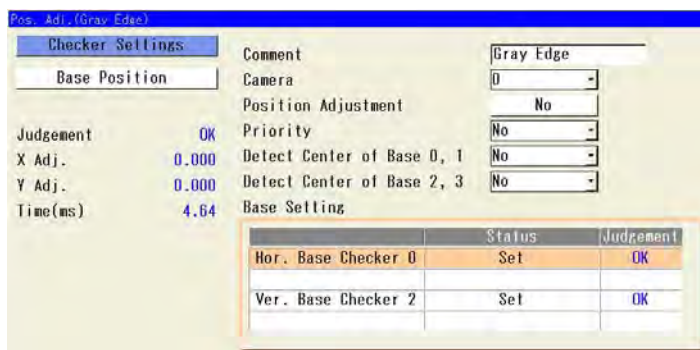 Pos. Adj.(Gray Edge)
Checker Settings
Base Position
Judgement OK
X Adj. 0.000
Y Adj. 0.000
Time(ms) 4.64
Comment Gray Edge
Camera 0
Position Adjustment No
Priority No
Detect Center of Base 0, 1 No
Detect Center of Base 2, 3 No
Base Setting
Status Judgement
Hor. Base Checker 0 Set OK
Ver. Base Checker 2 Set OK